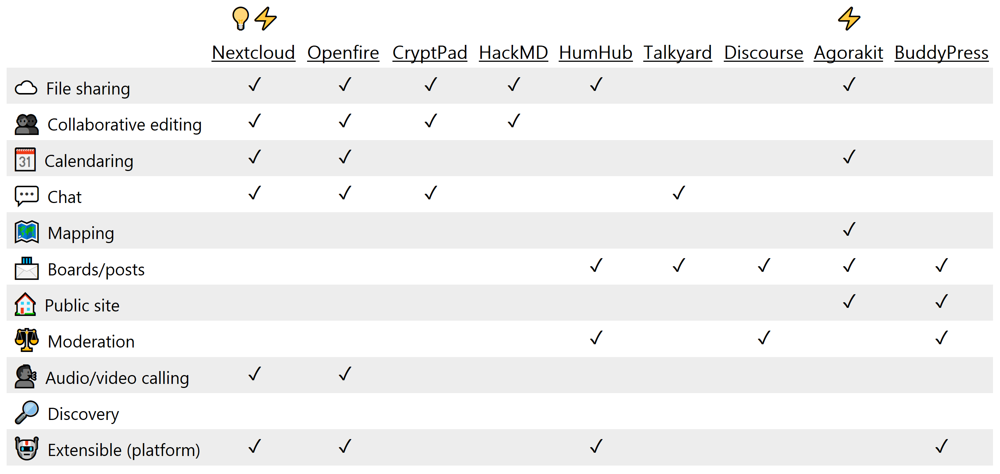 Nextcloud Openfire CryptPad HackMD HumHub Talkyard Discourse Agorakit BuddyPress
File sharing ✓ ✓ ✓ ✓ ✓ ✓
Collaborative editing ✓ ✓ ✓ ✓
31 Calendaring ✓ ✓ ✓
Chat ✓ ✓ ✓ ✓
Mapping ✓
Boards/posts ✓ ✓ ✓ ✓ ✓
Public site ✓ ✓
Moderation ✓ ✓ ✓
Audio/video calling ✓ ✓
Discovery
Extensible (platform) ✓ ✓ ✓ ✓